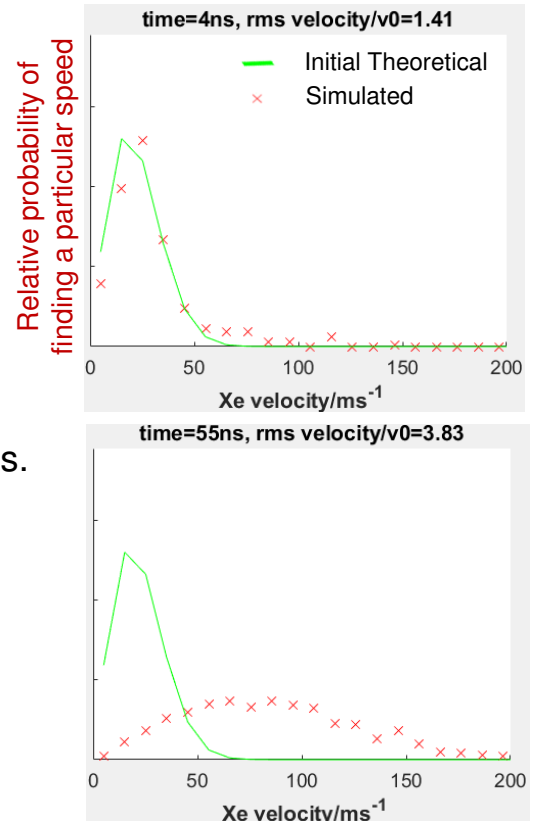 time=4ns, rms velocity/v0=1.41
Relative probability of
finding a particular speed
Initial Theoretical
Simulated
0 50 100 150 200
Xe velocity/ms-1
s.
time=55ns, rms velocity/v0=3.83
0 50 100 150 200
Xe velocity/ms-1